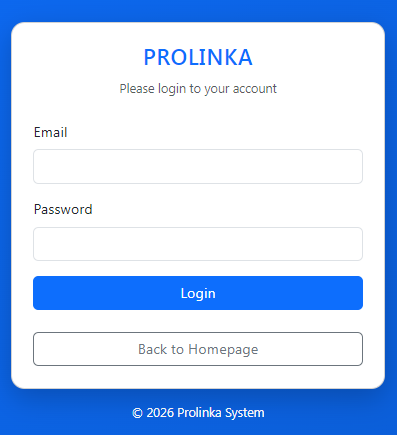 PROLINKA
Please login to your account
Email
Password
Login
Back to Homepage
© 2026 Prolinka System